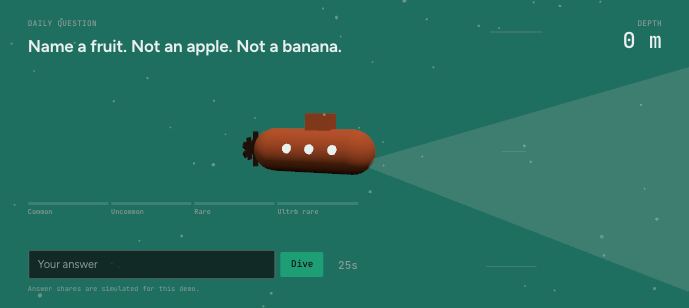 DAILY QUESTION
Name a fruit. Not an apple. Not a banana.
DEPTH
0 m
Common Uncommon Rare Ultra rare
Your answer
Dive
25s
Answer shares are simulated for this demo.